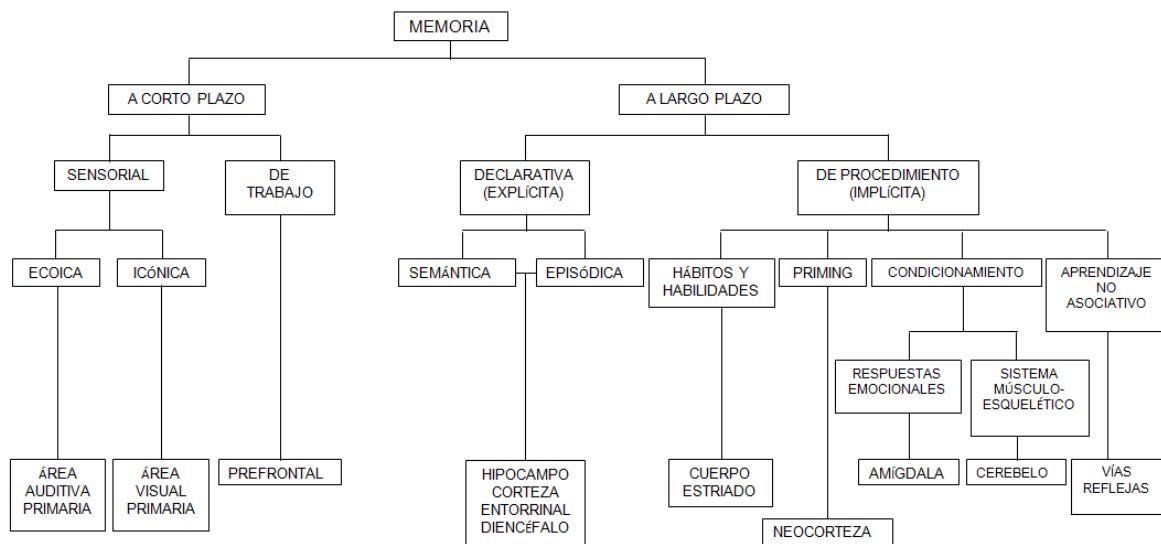 MEMORIA
A CORTO PLAZO
A LARGO PLAZO
SENSORIAL
DE
TRABAJO
DECLARATIVA
(EXPLÍCITA)
DE PROCEDIMIENTO
(IMPLÍCITA)
ECOICA
ICÓNICA
SEMÁNTICA
EPISÓDICA
HÁBITOS Y
HABILIDADES
PRIMING
CONDICIONAMIENTO
APRENDIZAJE
NO
ASOCIATIVO
RESPUESTAS
EMOCIONALES
SISTEMA
MÚSCULO-
ESQUELÉTICO
ÁREA
AUDITIVA
PRIMARIA
ÁREA
VISUAL
PRIMARIA
PREFRONTAL
HIPOCAMPO
CORTEZA
ENTORRINAL
DIENCÉFALO
CUERPO
ESTRIADO
NEOCORTEZA
AMÍGDALA
CEREBELO
VÍAS
REFLEJAS